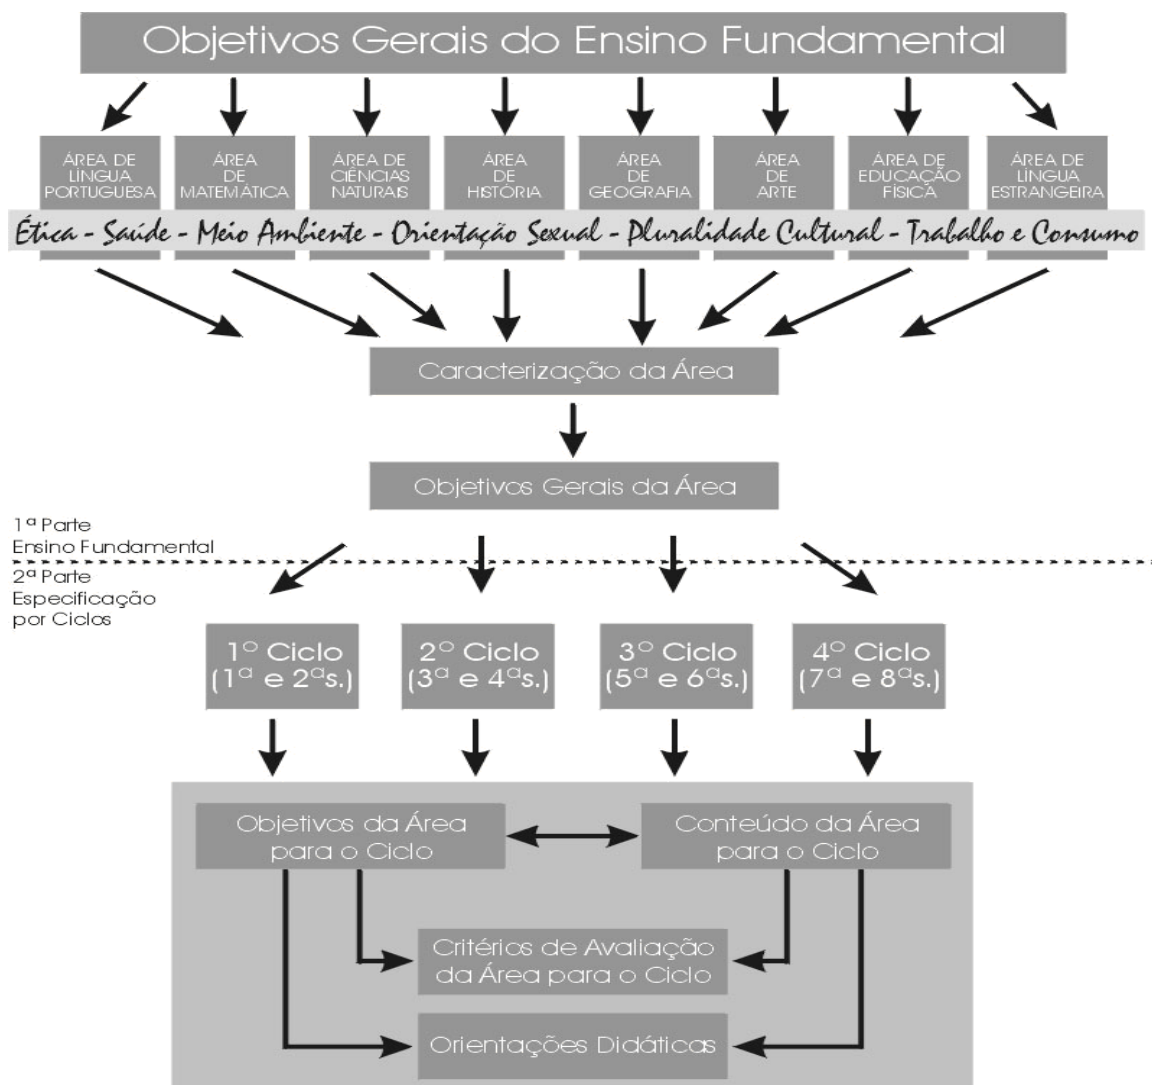 Objetivos Gerais do Ensino Fundamental
ÁREA DE
LÍNGUA
PORTUGUESA
ÁREA
DE
MATEMÁTICA
ÁREA DE
CIÊNCIAS
NATURAIS
ÁREA
DE
HISTÓRIA
ÁREA
DE
GEOGRAFIA
ÁREA
DE
ARTE
ÁREA DE
EDUCAÇÃO
FÍSICA
ÁREA DE
LÍNGUA
ESTRANGEIRA
Ética - Saúde - Meio Ambiente - Orientação Sexual - Pluralidade Cultural - Trabalho e Consumo
Caracterização da Área
Objetivos Gerais da Área
1ª Parte
Ensino Fundamental
2ª Parte
Especificação
por Ciclos
1º Ciclo
(1ª e 2ªs.)
2º Ciclo
(3ª e 4ªs.)
3º Ciclo
(5ª e 6ªs.)
4º Ciclo
(7ª e 8ªs.)
Objetivos da Área
para o Ciclo
Conteúdo da Área
para o Ciclo
Critérios de Avaliação
da Área para o Ciclo
Orientações Didáticas